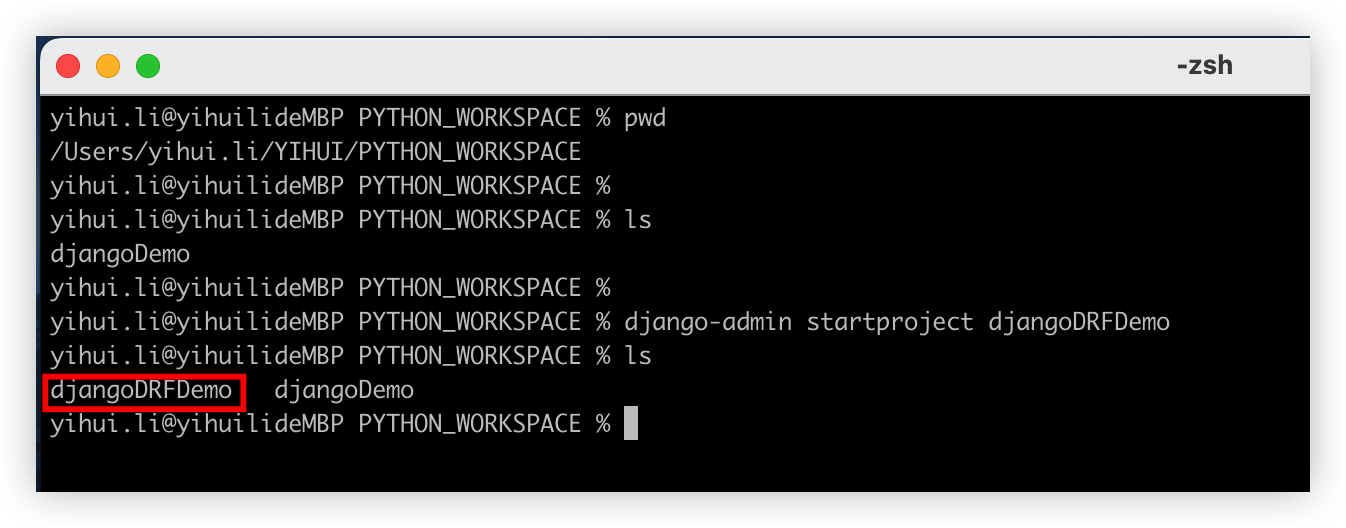 -zsh
yihui.li@yihuilideMBP PYTHON_WORKSPACE % pwd
/Users/yihui.li/YIHUI/PYTHON_WORKSPACE
yihui.li@yihuilideMBP PYTHON_WORKSPACE %
yihui.li@yihuilideMBP PYTHON_WORKSPACE % ls
djangoDemo
yihui.li@yihuilideMBP PYTHON_WORKSPACE %
yihui.li@yihuilideMBP PYTHON_WORKSPACE % django-admin startproject djangoDRFDemo
yihui.li@yihuilideMBP PYTHON_WORKSPACE % ls
djangoDRFDemo   djangoDemo
yihui.li@yihuilideMBP PYTHON_WORKSPACE %